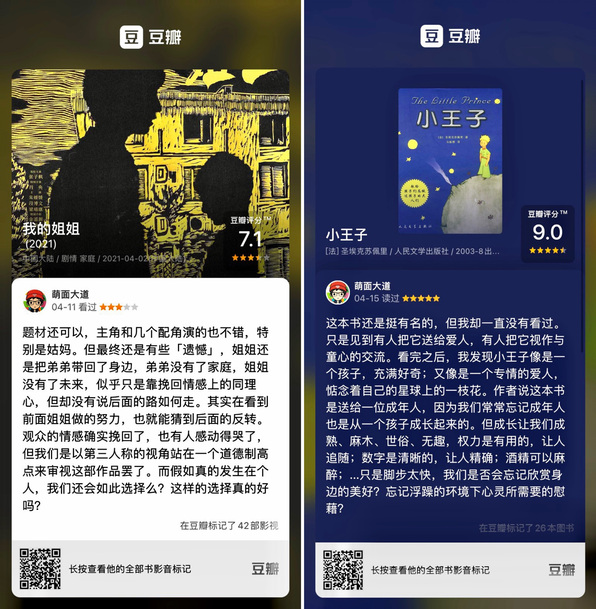 豆 豆瓣
我的姐姐
(2021)
中国大陆 / 剧情 家庭 / 2021-04-02
豆瓣评分™
7.1
萌面大道
04-11 看过
题材还可以，主角和几个配角演的也不错，特
别是姑妈。但最终还是有些「遗憾」，姐姐还
是把弟弟带回了身边，弟弟没有了家庭，姐姐
没有了未来，似乎只是靠挽回情感上的同理
心，但却没有说后面的路如何走。其实在看到
前面姐姐做的努力，也就能猜到后面的反转。
观众的情感确实挽回了，也有人感动得哭了，
但我们是以第三人称的视角站在一个道德制高
点来审视这部作品罢了。而假如真的发生在个
人，我们还会如此选择么？这样的选择真的好
吗？
在豆瓣标记了 42 部影视
长按查看他的全部书影音标记
豆瓣
豆 豆瓣
The Little Prince
小王子
小王子
[法] 圣埃克苏佩里 / 人民文学出版社 / 2003-8 出...
豆瓣评分™
9.0
萌面大道
04-15 读过
这本书还是挺有名的，但我却一直没有看过。
只是见到有人把它送给爱人，有人把它视作与
童心的交流。看完之后，我发现小王子像是一
个孩子，充满好奇；又像是一个专情的爱人，
惦念着自己的星球上的一枝花。作者说这本书
是送给一位成年人，因为我们常常忘记成年人
也是从一个孩子成长起来的。但成长让我们成
熟、麻木、世俗、无趣，权力是有用的，让人
追随；数字是清晰的，让人精确；酒精可以麻
醉；...只是脚步太快，我们是否会忘记欣赏身
边的美好？忘记浮躁的环境下心灵所需要的慰
藉？
在豆瓣标记了 26 本图书
长按查看他的全部书影音标记
豆瓣